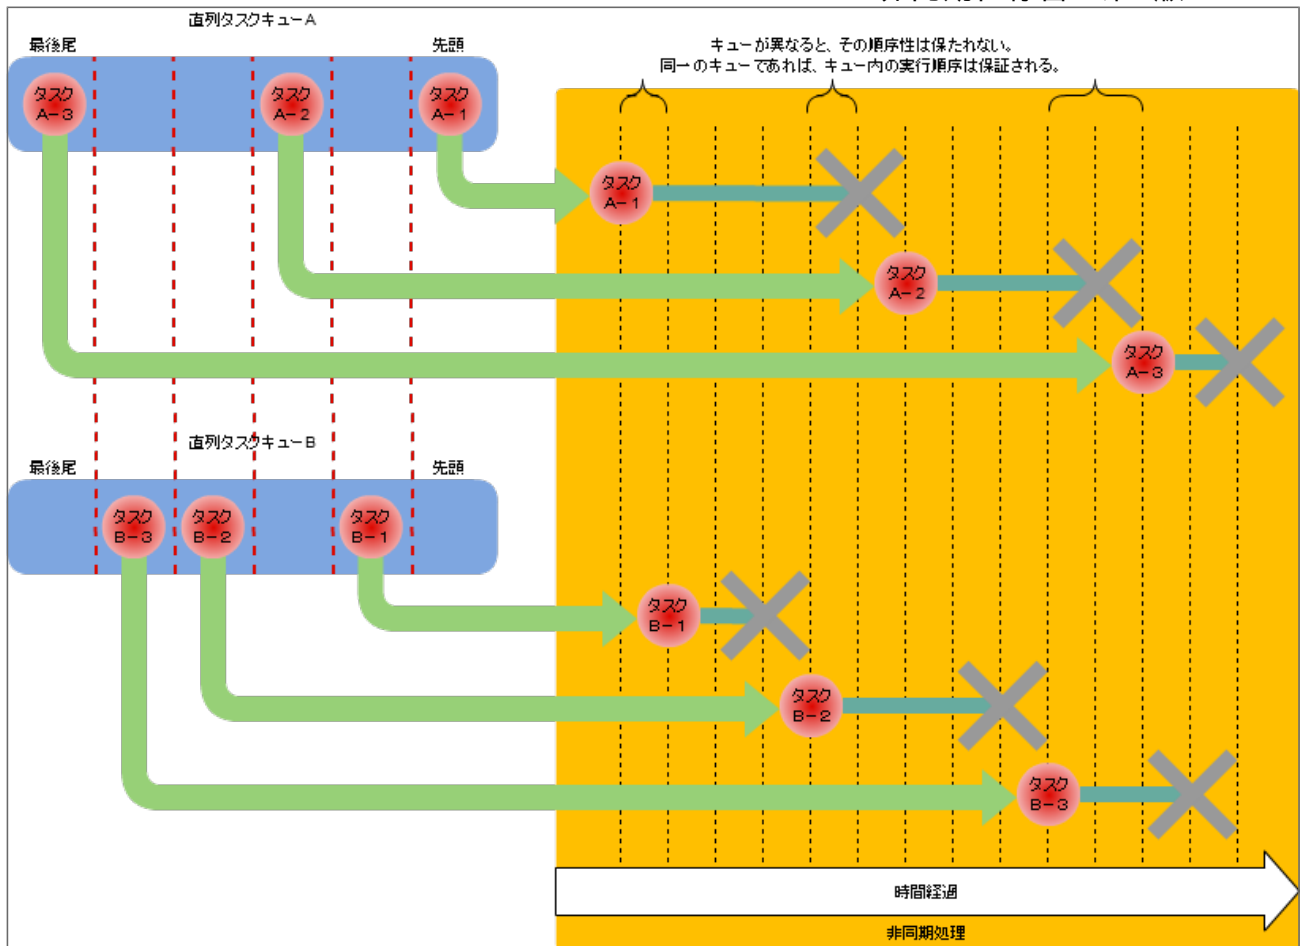 直列タスクキューA
最後尾
先頭
キューが異なると、その順序性は保たれない。
同一のキューであれば、キュー内の実行順序は保証される。
タスク
A-3
タスク
A-2
タスク
A-1
タスク
A-1
タスク
A-2
タスク
A-3
直列タスクキューB
最後尾
先頭
タスク
B-3
タスク
B-2
タスク
B-1
タスク
B-1
タスク
B-2
タスク
B-3
時間経過
非同期処理